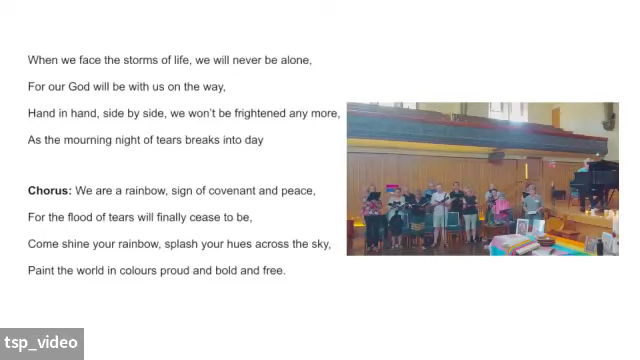 When we face the storms of life, we will never be alone,
For our God will be with us on the way,
Hand in hand, side by side, we won't be frightened any more,
As the mourning night of tears breaks into day
Chorus: We are a rainbow, sign of covenant and peace,
For the flood of tears will finally cease to be,
Come shine your rainbow, splash your hues across the sky,
Paint the world in colours proud and bold and free.
tsp_video